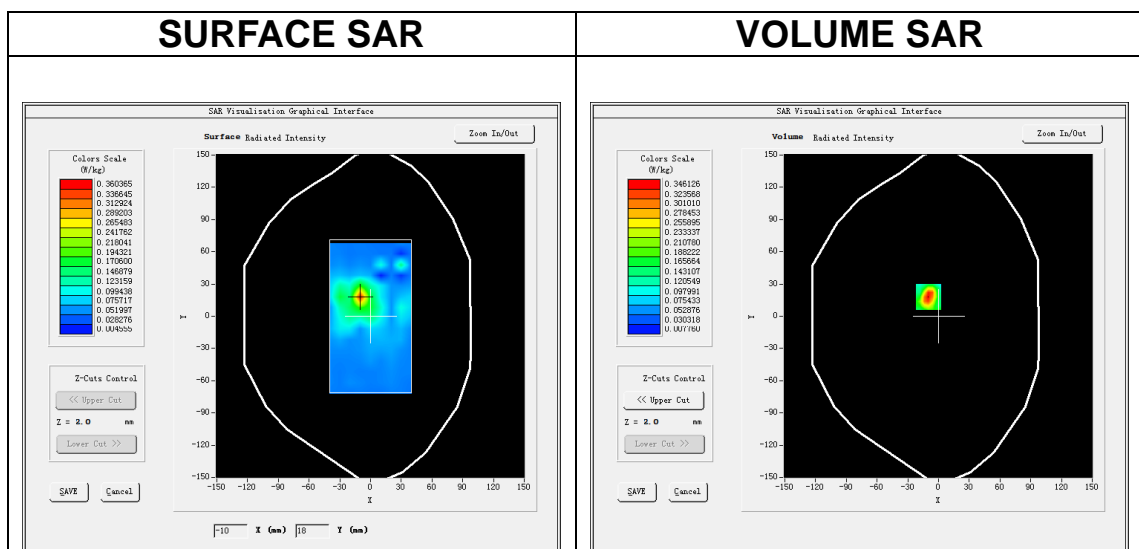 SURFACE SAR
VOLUME SAR
SAR Visualisation Graphical Interface
Surface Radiated Intensity
Zoom In/Out
Colors Scale
(W/kg)
0.360365
0.336645
0.312924
0.289203
0.265483
0.241762
0.218041
0.194321
0.170600
0.146879
0.123159
0.099438
0.075717
0.051997
0.028276
0.004555
150
120
90
60
30
0
-30
-60
-90
-120
-150
Y
-150 -120 -90 -60 -30 0 30 60 90 120 150
X
Z-Cuts Control
<< Upper Cut
Z = 2.0 mm
Lower Cut >>
SAVE Cancel
-10 X (mm) 18 Y (mm)
SAR Visualisation Graphical Interface
Volume Radiated Intensity
Zoom In/Out
Colors Scale
(W/kg)
0.346126
0.323568
0.301010
0.278453
0.255895
0.233337
0.210780
0.188222
0.165664
0.143107
0.120549
0.097991
0.075433
0.052876
0.030318
0.007760
150
120
90
60
30
0
-30
-60
-90
-120
-150
Y
-150 -120 -90 -60 -30 0 30 60 90 120 150
X
Z-Cuts Control
<< Upper Cut
Z = 2.0 mm
Lower Cut >>
SAVE Cancel